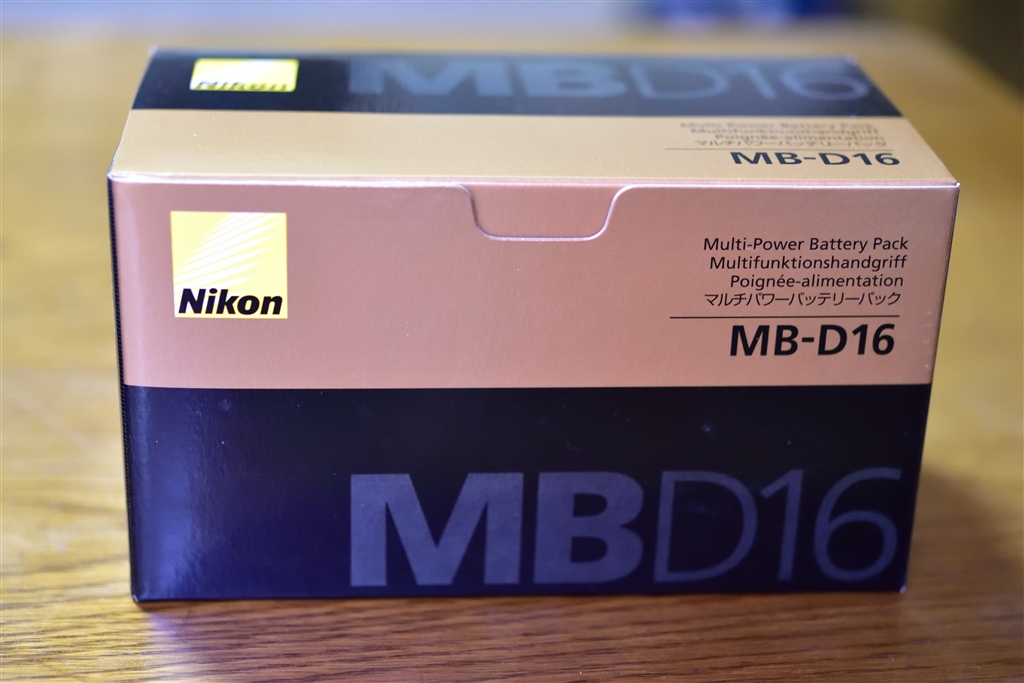 Nikon
MBD16
Multi-Power Battery Pack
Multifunktionshandgriff
Poignée-alimentation
マルチパワーバッテリーパック
MB-D16
Nikon
Multi-Power Battery Pack
Multifunktionshandgriff
Poignée-alimentation
マルチパワーバッテリーパック
MB-D16
MBD16